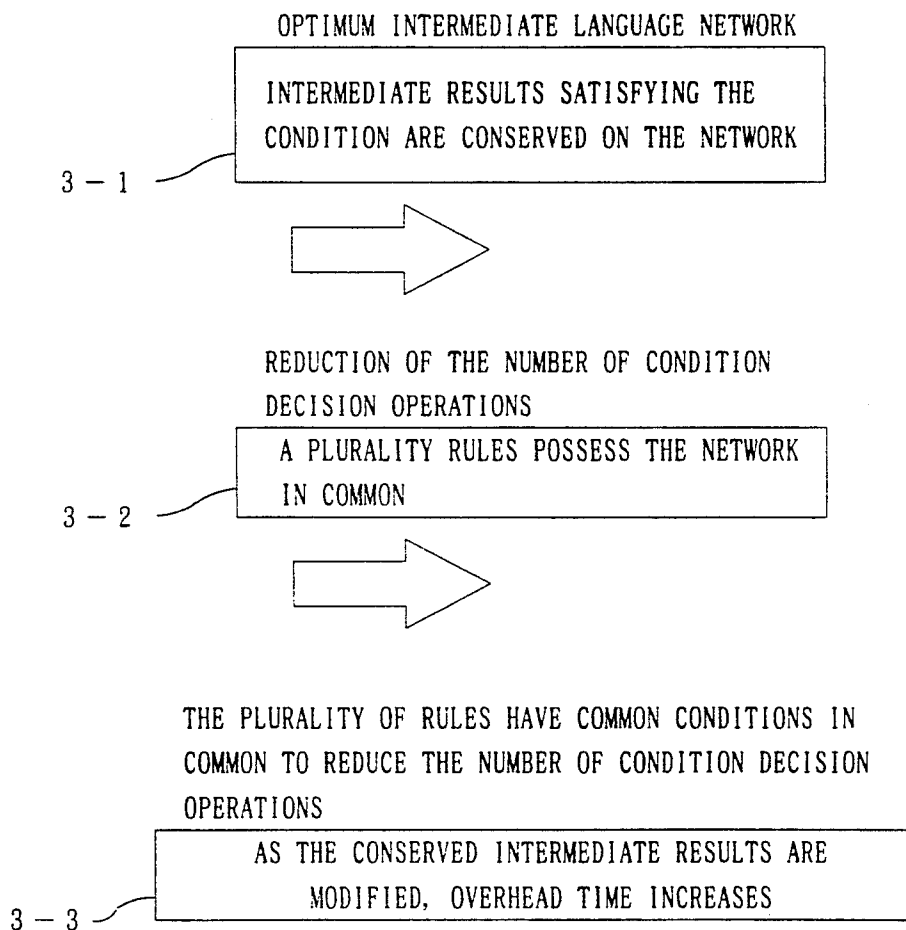 OPTIMUM INTERMEDIATE LANGUAGE NETWORK
INTERMEDIATE RESULTS SATISFYING THE
CONDITION ARE CONSERVED ON THE NETWORK
3-1
REDUCTION OF THE NUMBER OF CONDITION
DECISION OPERATIONS
A PLURALITY RULES POSSESS THE NETWORK
IN COMMON
3-2
THE PLURALITY OF RULES HAVE COMMON CONDITIONS IN
COMMON TO REDUCE THE NUMBER OF CONDITION DECISION
OPERATIONS
AS THE CONSERVED INTERMEDIATE RESULTS ARE
MODIFIED, OVERHEAD TIME INCREASES
3-3